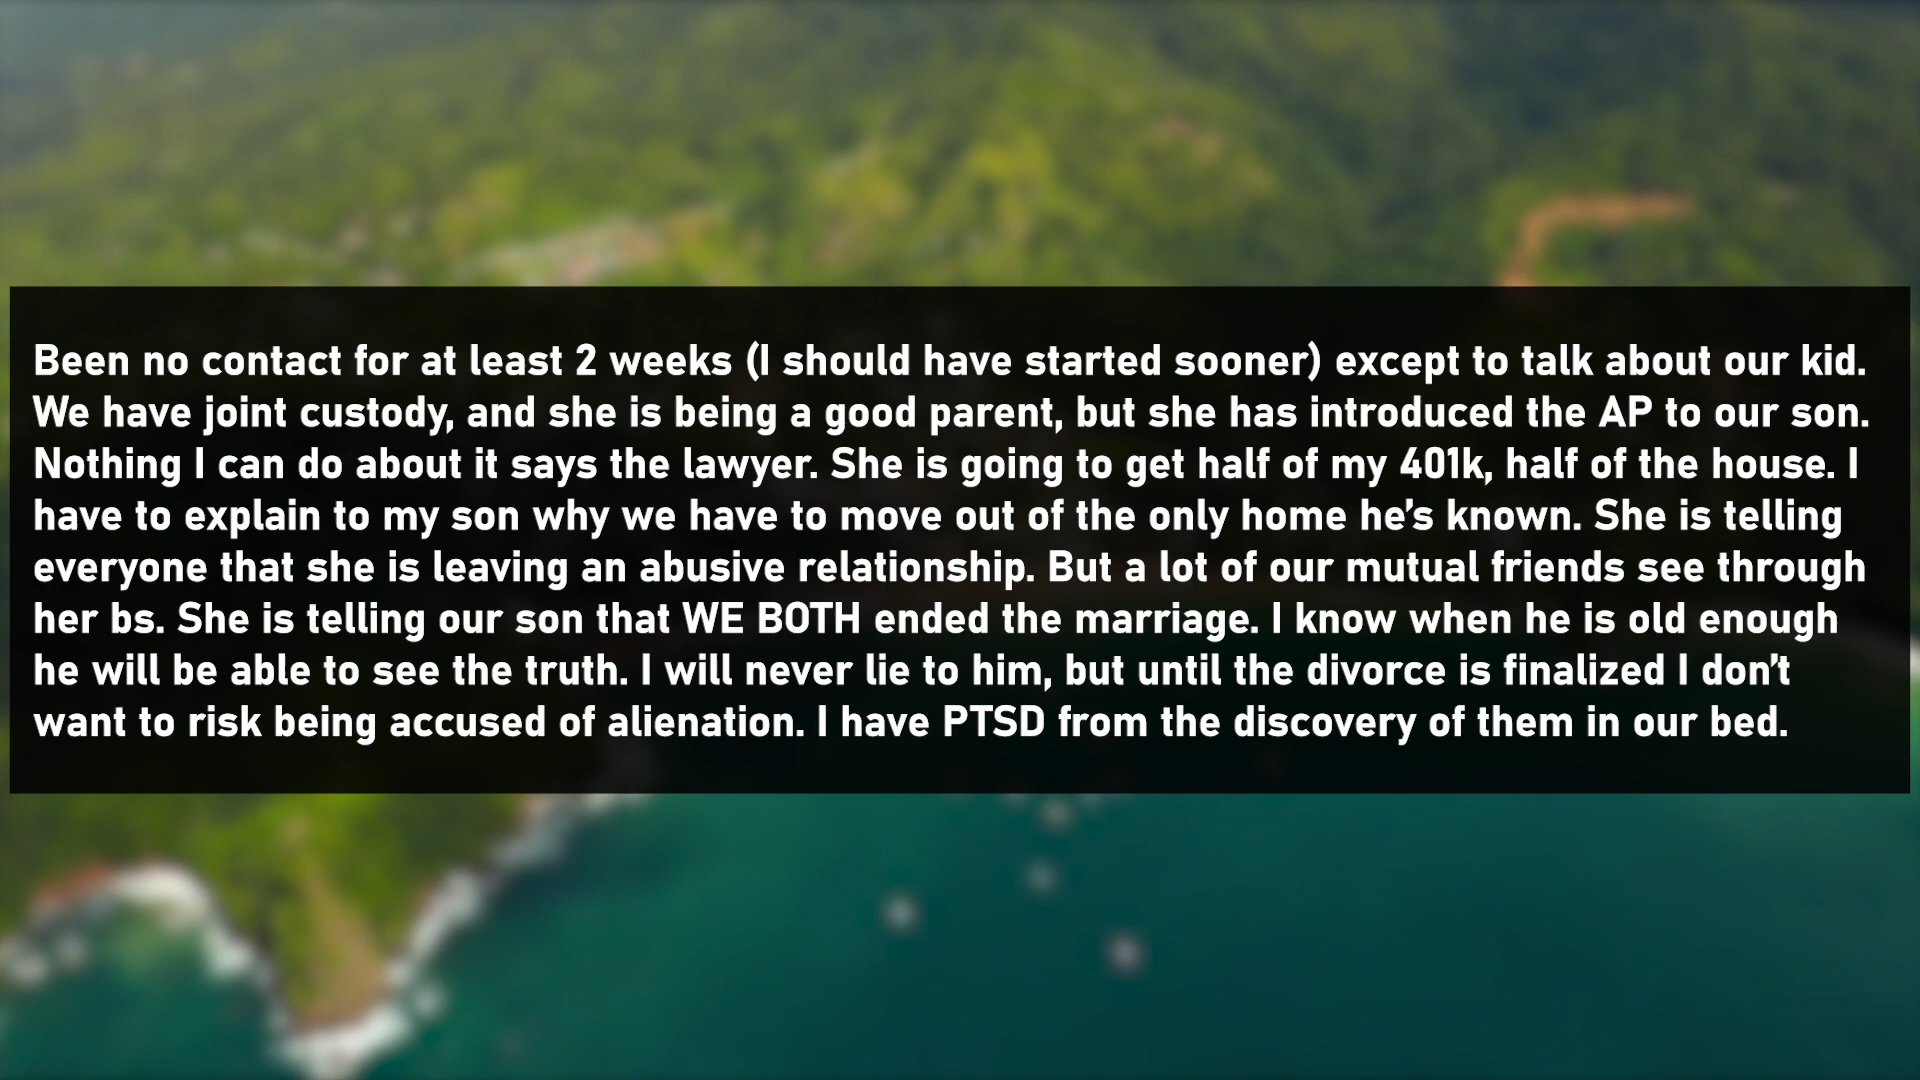 Been no contact for at least 2 weeks (I should have started sooner) except to talk about our kid.
We have joint custody, and she is being a good parent, but she has introduced the AP to our son.
Nothing I can do about it says the lawyer. She is going to get half of my 401k, half of the house. I
have to explain to my son why we have to move out of the only home he’s known. She is telling
everyone that she is leaving an abusive relationship. But a lot of our mutual friends see through
her bs. She is telling our son that WE BOTH ended the marriage. I know when he is old enough
he will be able to see the truth. I will never lie to him, but until the divorce is finalized I don’t
want to risk being accused of alienation. I have PTSD from the discovery of them in our bed.